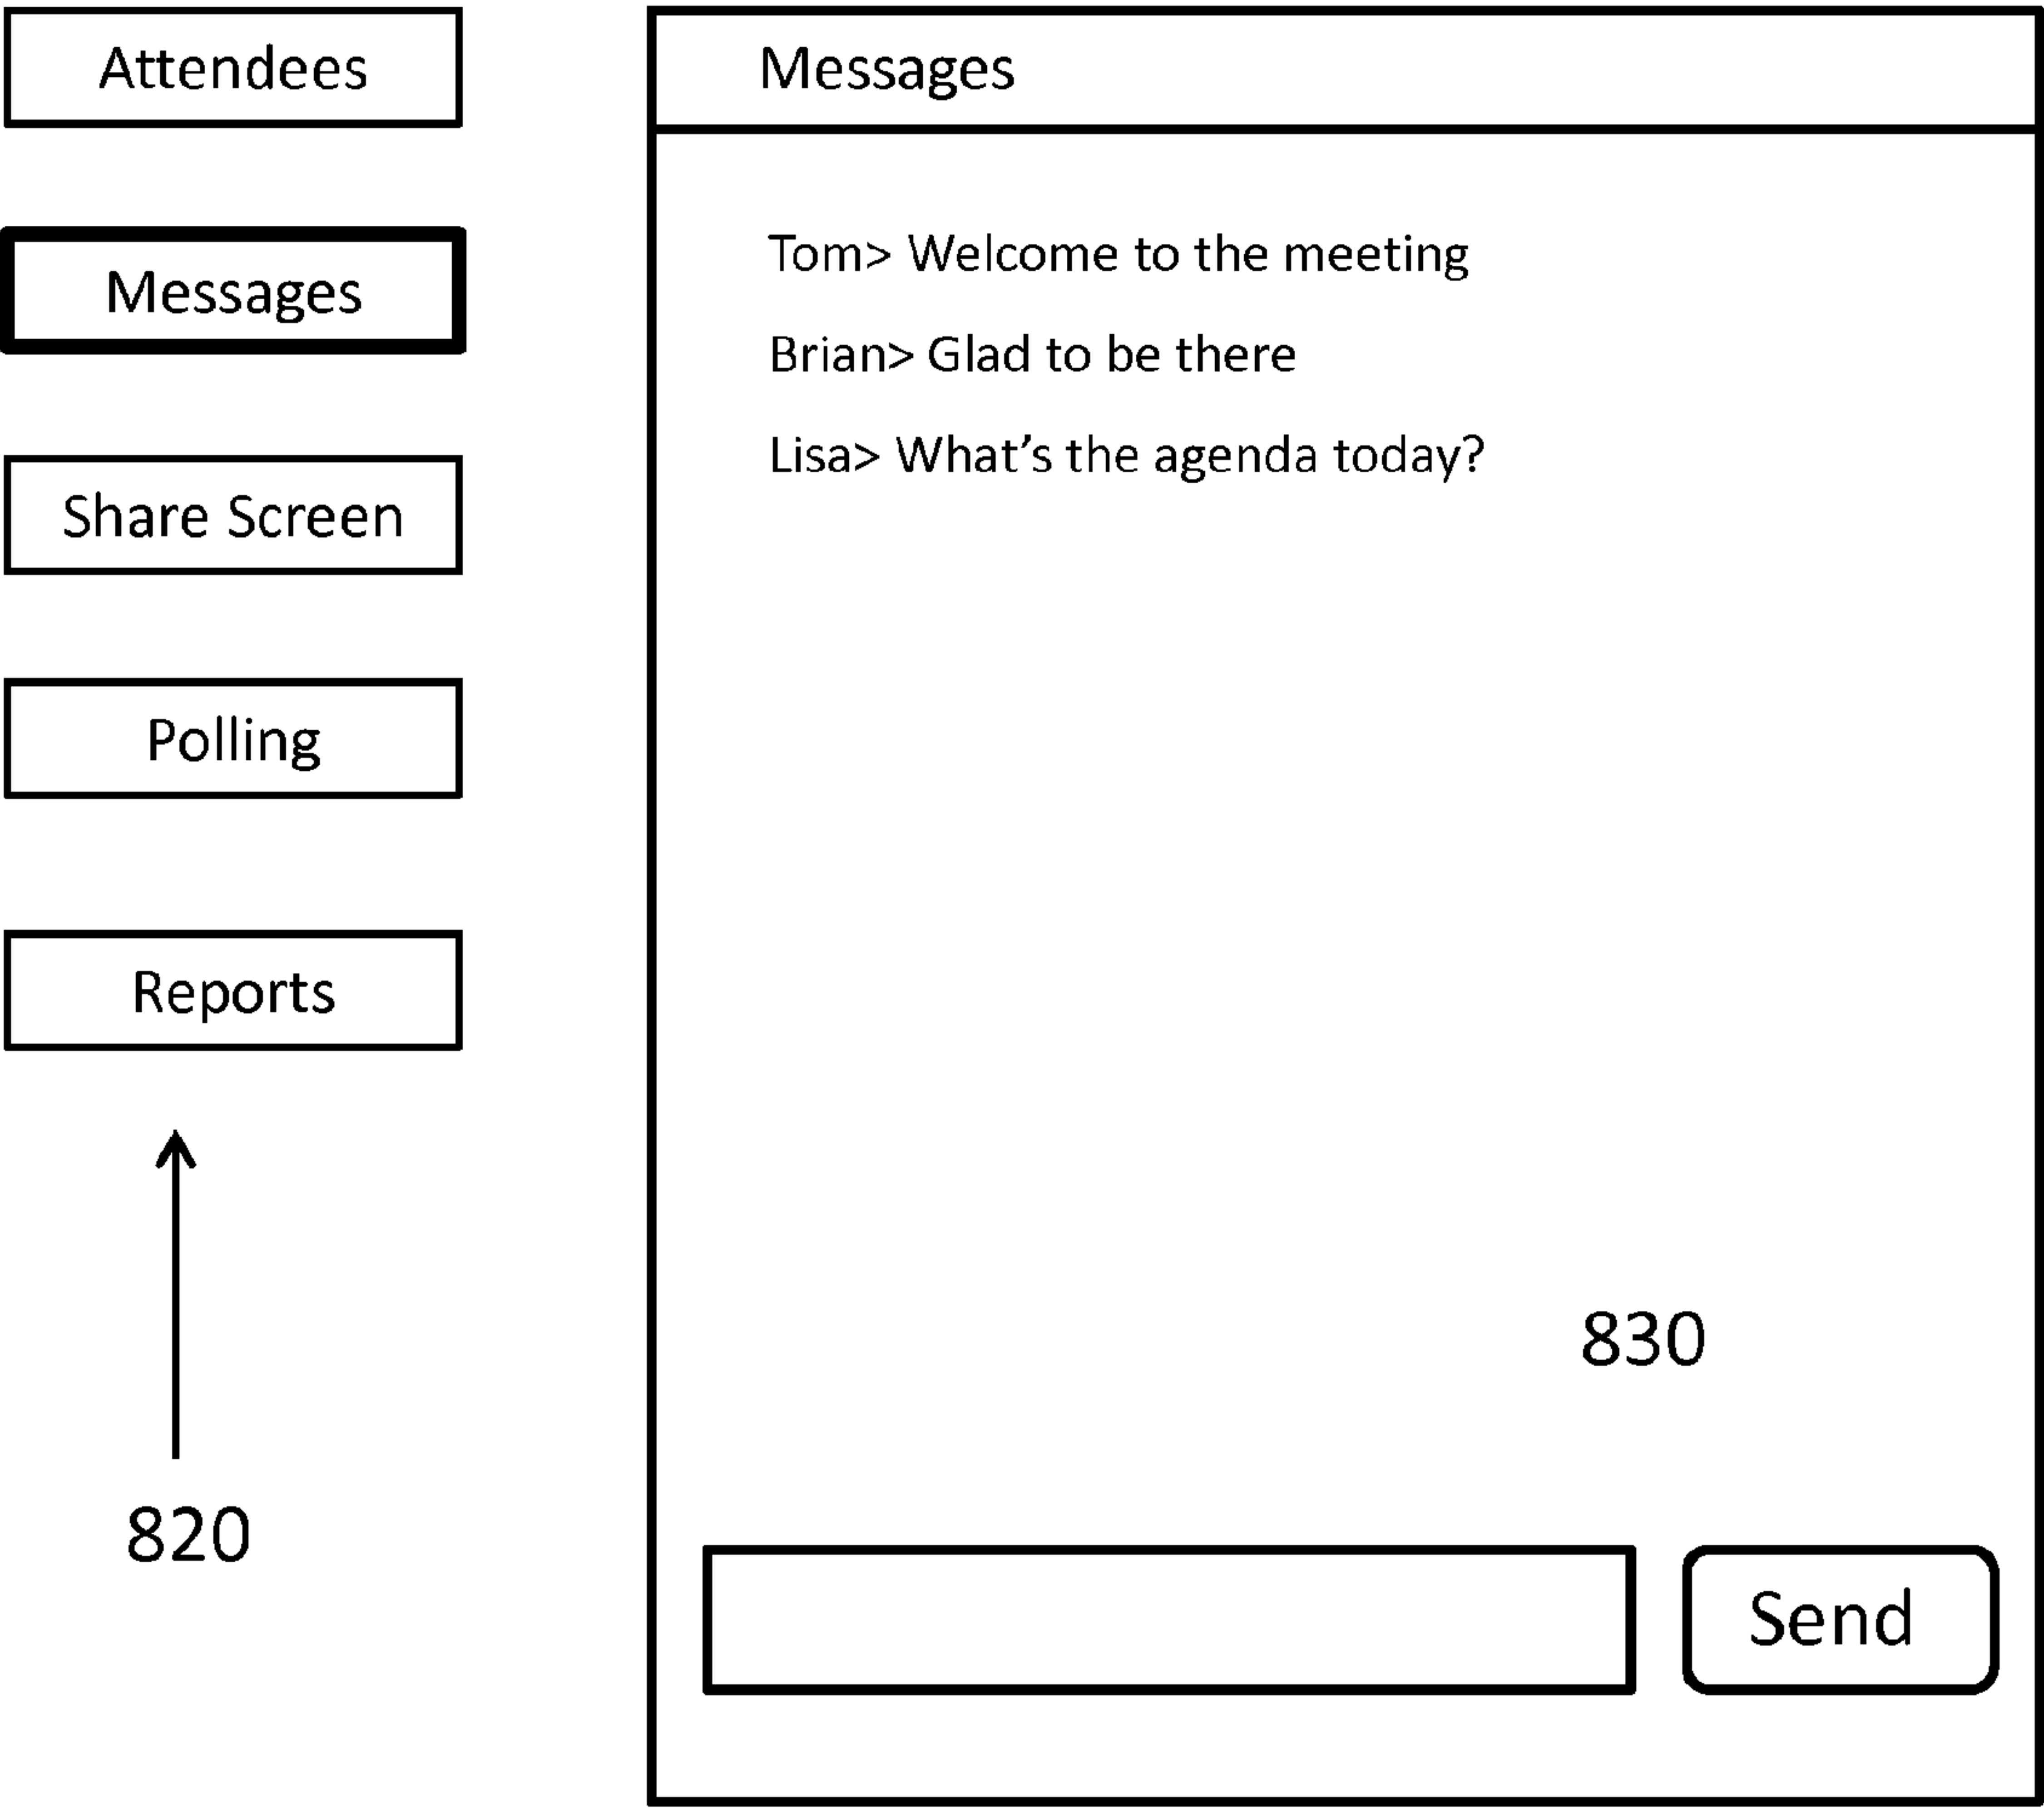 Attendees
Messages
Share Screen
Polling
Reports
820
Messages
Tom> Welcome to the meeting
Brian> Glad to be there
Lisa> What's the agenda today?
830
Send